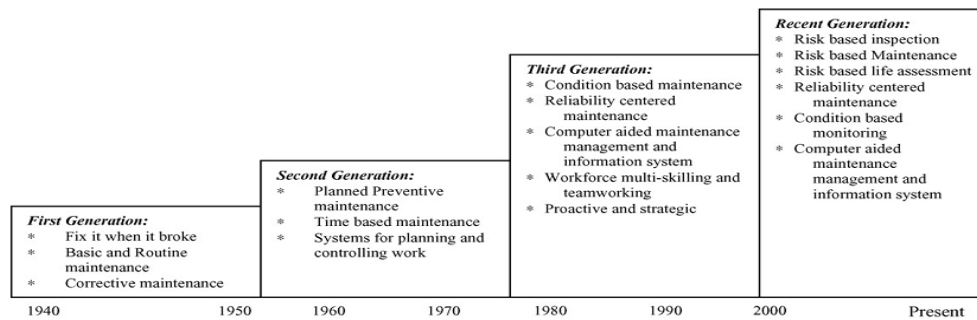 First Generation:
* Fix it when it broke
* Basic and Routine
maintenance
* Corrective maintenance
Second Generation:
* Planned Preventive
maintenance
* Time based maintenance
* Systems for planning and
controlling work
Third Generation:
* Condition based maintenance
* Reliability centered
maintenance
* Computer aided maintenance
management and
information system
* Workforce multi-skilling and
teamworking
* Proactive and strategic
Recent Generation:
* Risk based inspection
* Risk based Maintenance
* Risk based life assessment
* Reliability centered
maintenance
* Condition based
monitoring
* Computer aided
maintenance
management and
information system
1940 1950 1960 1970 1980 1990 2000 Present